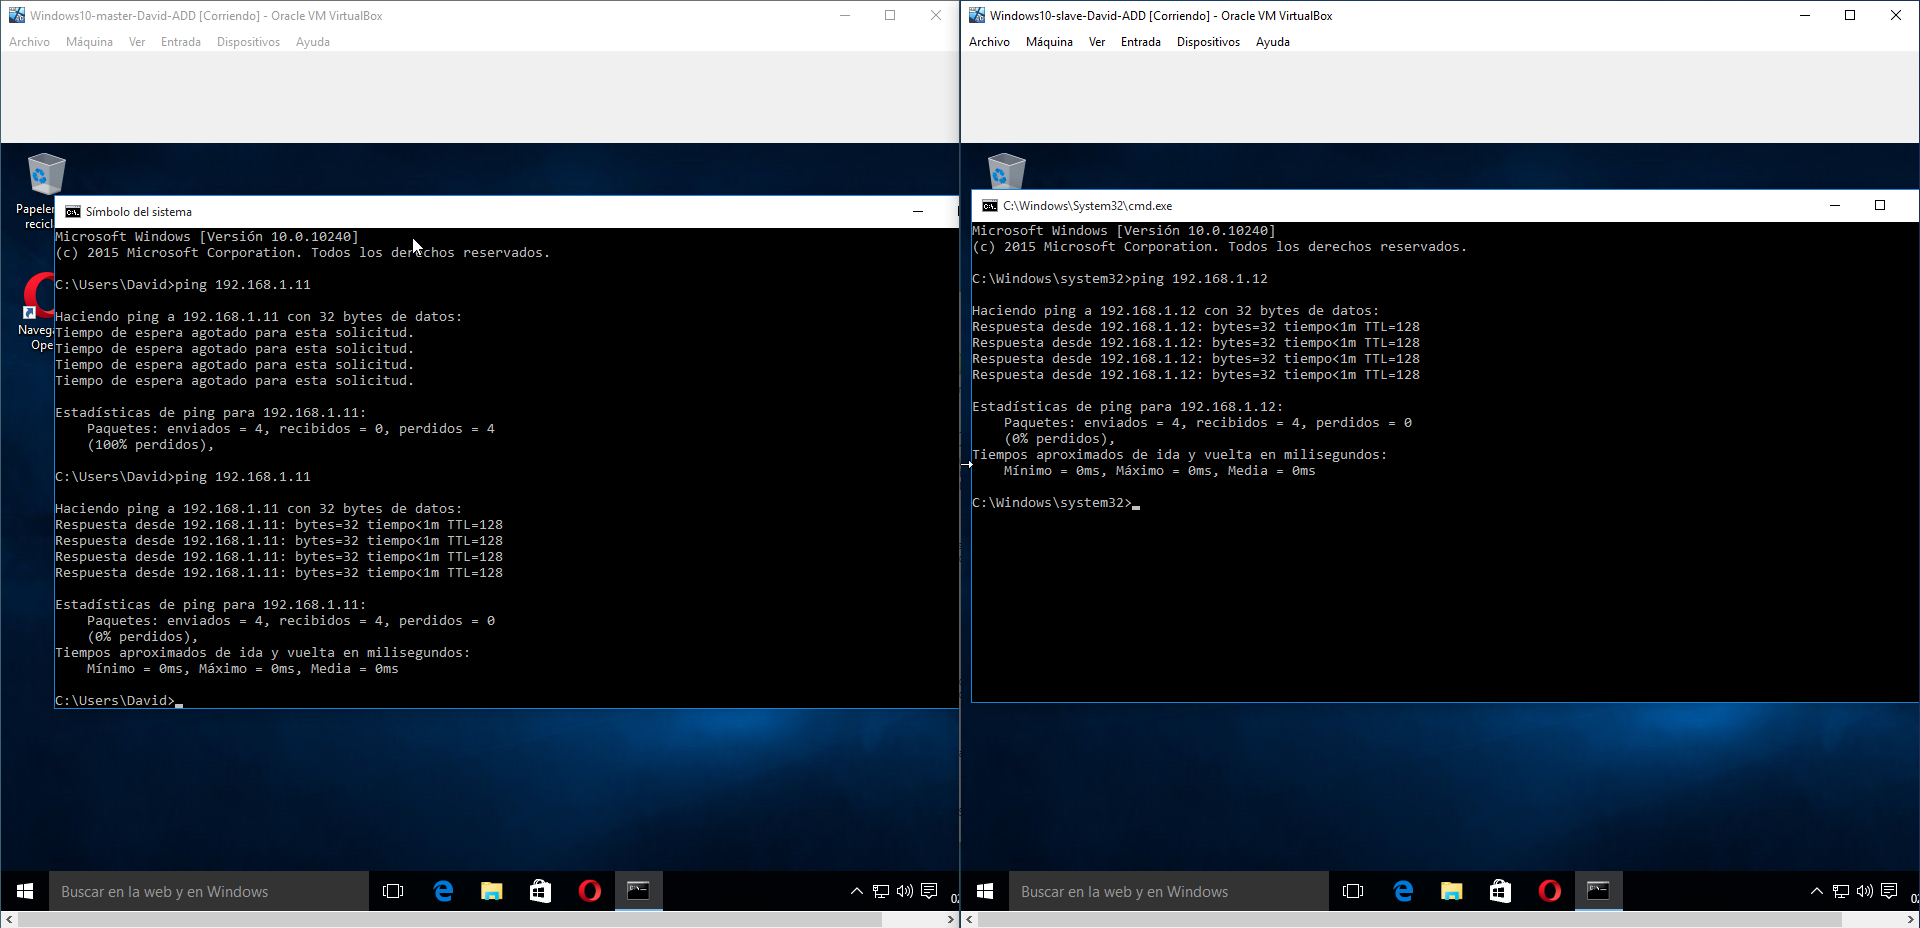 Windows10-master-David-ADD [Corriendo] - Oracle VM VirtualBox
Archivo Máquina Ver Entrada Dispositivos Ayuda
Símbolo del sistema
Microsoft Windows [Versión 10.0.10240]
(c) 2015 Microsoft Corporation. Todos los derechos reservados.
C:\Users\David>ping 192.168.1.11
Haciendo ping a 192.168.1.11 con 32 bytes de datos:
Tiempo de espera agotado para esta solicitud.
Tiempo de espera agotado para esta solicitud.
Tiempo de espera agotado para esta solicitud.
Tiempo de espera agotado para esta solicitud.
Estadísticas de ping para 192.168.1.11:
Paquetes: enviados = 4, recibidos = 0, perdidos = 4
(100% perdidos),
C:\Users\David>ping 192.168.1.11
Haciendo ping a 192.168.1.11 con 32 bytes de datos:
Respuesta desde 192.168.1.11: bytes=32 tiempo<1m TTL=128
Respuesta desde 192.168.1.11: bytes=32 tiempo<1m TTL=128
Respuesta desde 192.168.1.11: bytes=32 tiempo<1m TTL=128
Respuesta desde 192.168.1.11: bytes=32 tiempo<1m TTL=128
Estadísticas de ping para 192.168.1.11:
Paquetes: enviados = 4, recibidos = 4, perdidos = 0
(0% perdidos),
Tiempos aproximados de ida y vuelta en milisegundos:
Mínimo = 0ms, Máximo = 0ms, Media = 0ms
C:\Users\David>
Papeler
recicl
Navega
Ope
Buscar en la web y en Windows
02
Windows10-slave-David-ADD [Corriendo] - Oracle VM VirtualBox
Archivo Máquina Ver Entrada Dispositivos Ayuda
C:\Windows\System32\cmd.exe
Microsoft Windows [Versión 10.0.10240]
(c) 2015 Microsoft Corporation. Todos los derechos reservados.
C:\Windows\system32>ping 192.168.1.12
Haciendo ping a 192.168.1.12 con 32 bytes de datos:
Respuesta desde 192.168.1.12: bytes=32 tiempo<1m TTL=128
Respuesta desde 192.168.1.12: bytes=32 tiempo<1m TTL=128
Respuesta desde 192.168.1.12: bytes=32 tiempo<1m TTL=128
Respuesta desde 192.168.1.12: bytes=32 tiempo<1m TTL=128
Estadísticas de ping para 192.168.1.12:
Paquetes: enviados = 4, recibidos = 4, perdidos = 0
(0% perdidos),
Tiempos aproximados de ida y vuelta en milisegundos:
Mínimo = 0ms, Máximo = 0ms, Media = 0ms
C:\Windows\system32>
Buscar en la web y en Windows
02